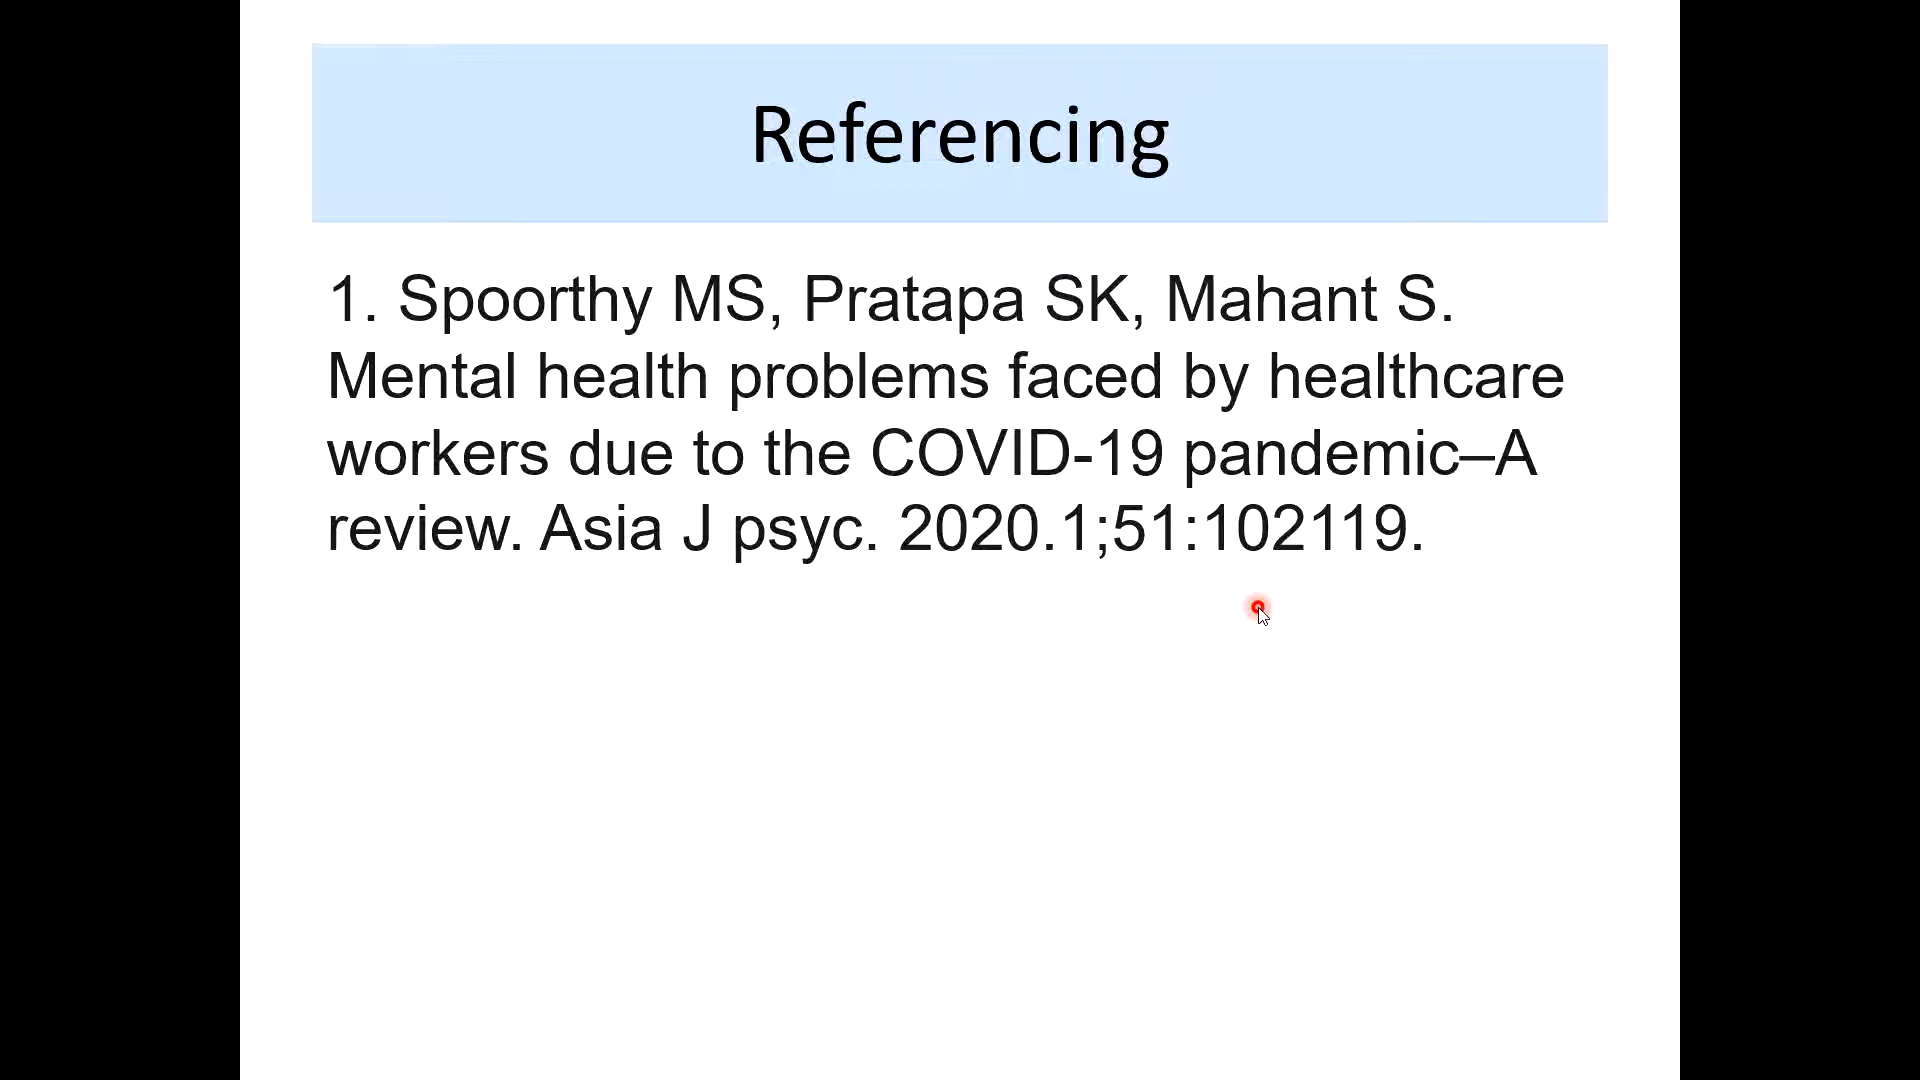 Referencing
1. Spoorthy MS, Pratapa SK, Mahant S.
Mental health problems faced by healthcare
workers due to the COVID-19 pandemic–A
review. Asia J psyc. 2020.1;51:102119.